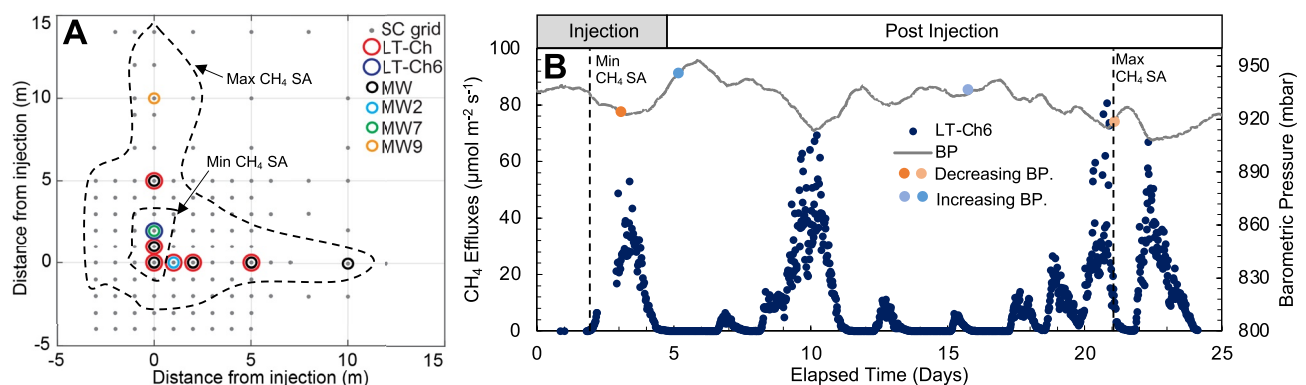 A
15
10
5
0
-5
-5
0
5
10
15
Distance from injection (m)
Distance from injection (m)
SC grid
LT-Ch
LT-Ch6
MW
MW2
MW7
MW9
Max CH₄ SA
Min CH₄ SA
Injection
Post Injection
B
Min
CH₄ SA
Max
CH₄ SA
100
80
60
40
20
0
CH₄ Effluxes (µmol m⁻² s⁻¹)
LT-Ch6
BP
Decreasing BP.
Increasing BP.
950
920
890
860
830
800
Barometric Pressure (mbar)
0
5
10
15
20
25
Elapsed Time (Days)